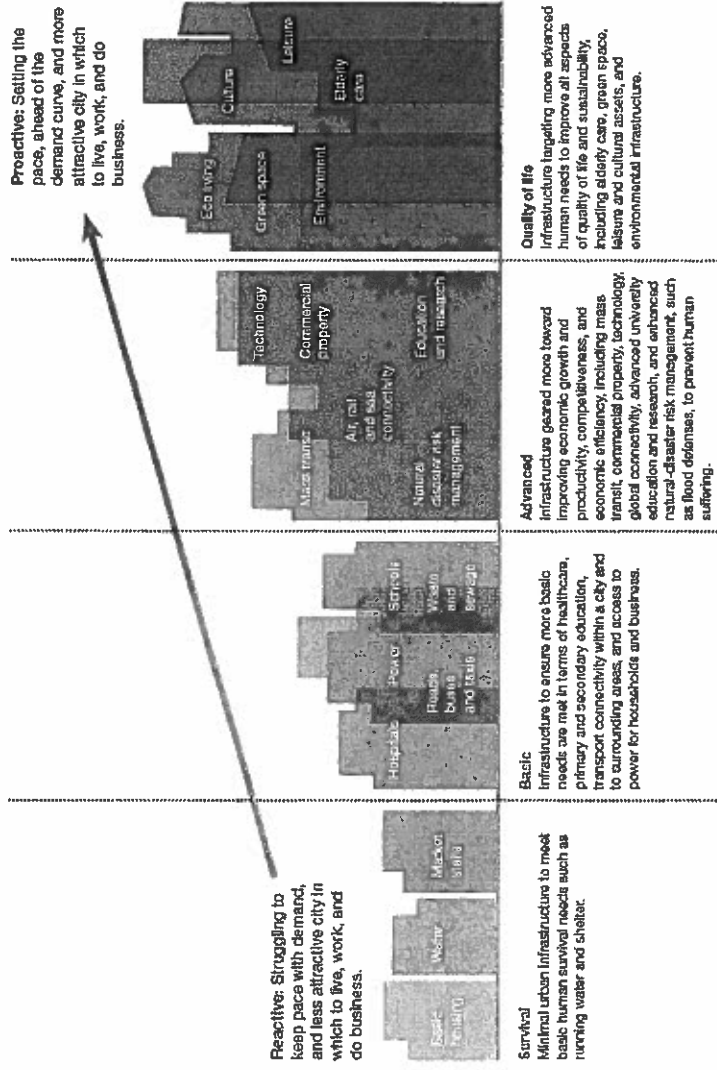 Reactive: Struggling to
keep pace with demand,
and less attractive city in
which to live, work, and
do business.
Proactive: Setting the
pace, ahead of the
demand curve, and more
attractive city in which
to live, work, and do
business.
Basic
housing
Water
Market
stalls
Hospitals
Power
Schools
Roads,
buses
and taxis
Waste
and
sewage
Mass transit
Technology
Commercial
property
Air, rail
and sea
connectivity
Natural
disaster risk
management
Education
and research
Eco living
Culture
Green space
Leisure
Environment
Elderly
care
Survival
Minimal urban infrastructure to meet
basic human survival needs such as
running water and shelter.
Basic
Infrastructure to ensure more basic
needs are met in terms of healthcare,
primary and secondary education,
transport connectivity within a city and
to surrounding areas, and access to
power for households and business.
Advanced
Infrastructure geared more toward
improving economic growth and
productivity, competitiveness, and
economic efficiency, including mass
transit, commercial property, technology,
global connectivity, advanced university
education and research, and enhanced
natural-disaster risk management, such
as flood defenses, to prevent human
suffering.
Quality of life
Infrastructure targeting more advanced
human needs to improve all aspects
of quality of life and sustainability,
including elderly care, green space,
leisure and cultural assets, and
environmental infrastructure.